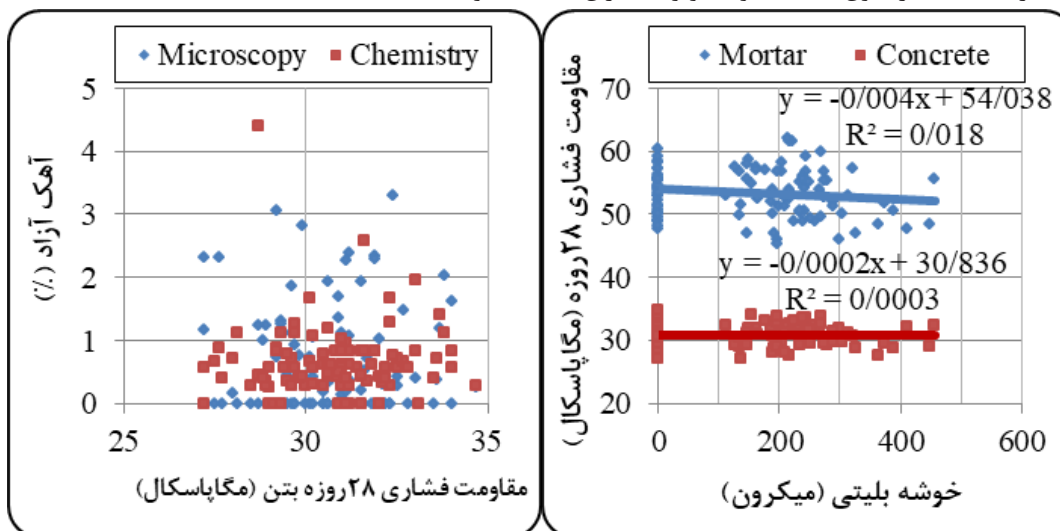 Microscopy Chemistry
5
4
3
2
1
0
25 30 35
آهک آزاد (%)
مقاومت فشاری ۲۸روزه بتن (مگاپاسکال)
Mortar Concrete
70
60
50
40
30
20
0 200 400 600
y = -0/004x + 54/038
R² = 0/018
y = -0/0002x + 30/836
R² = 0/0003
مقاومت فشاری ۲۸روزه (مگاپاسکال)
خوشه بلیتی (میکرون)